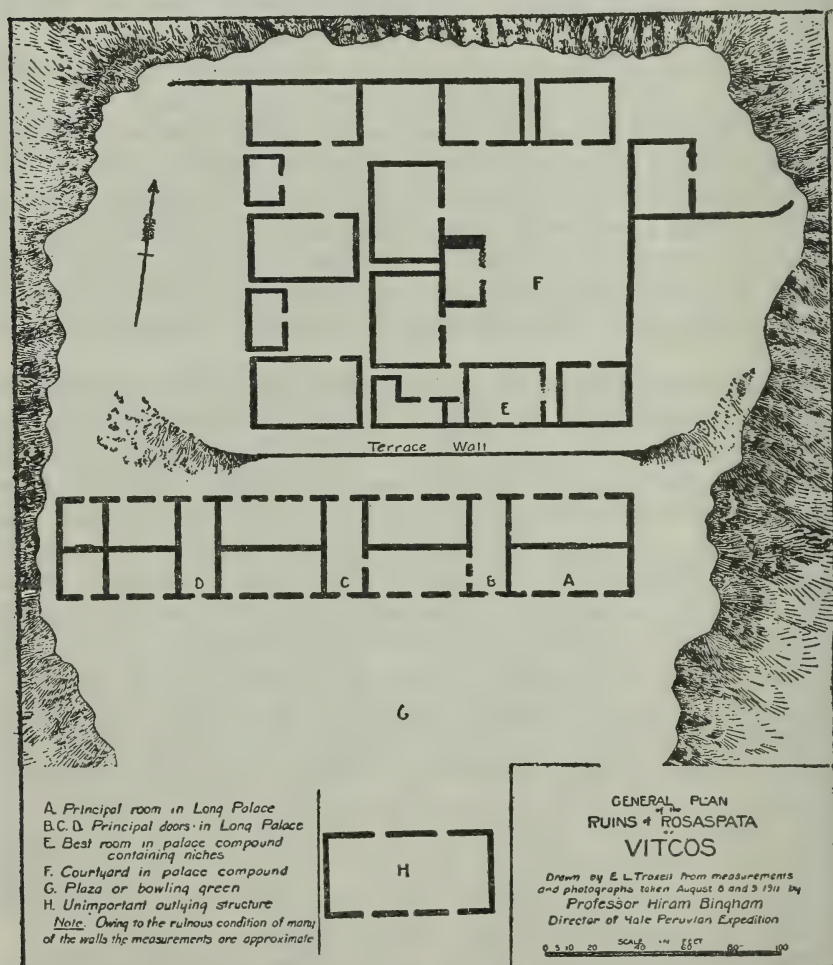 F
E
Terrace Wall
D
C
B
A
G
A. Principal room in Long Palace
B.C.D. Principal doors in Long Palace
E. Best room in palace compound
containing niches
F. Courtyard in palace compound
G. Plaza or bowling green
H. Unimportant outlying structure
Note. Owing to the ruinous condition of many
of the walls the measurements are approximate
H
GENERAL PLAN
of the
RUINS of ROSASPATA
or
VITCOS
Drawn by E. L. Troxell from measurements
and photographs taken August 8 and 9 1911 by
Professor Hiram Bingham
Director of Yale Peruvian Expedition
SCALE IN FEET
0 5 10 20 40 60 80 100